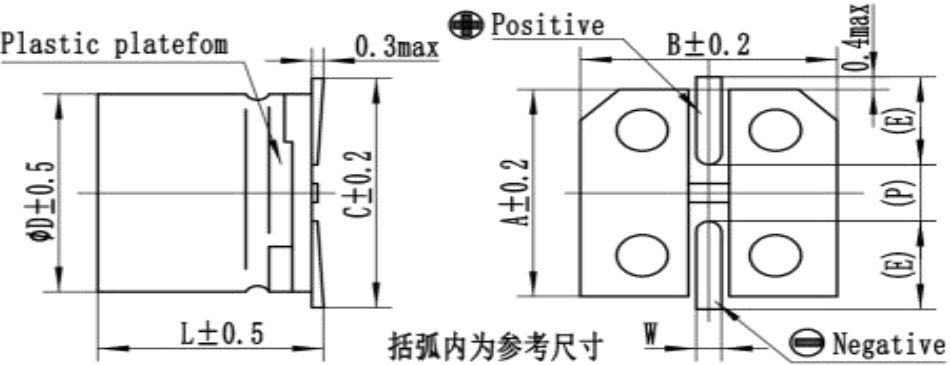 Plastic platefom
0.3max
ΦD±0.5
C±0.2
L±0.5
Positive
B±0.2
0.4max
A±0.2
(E)
(P)
(E)
W
Negative
括弧内为参考尺寸